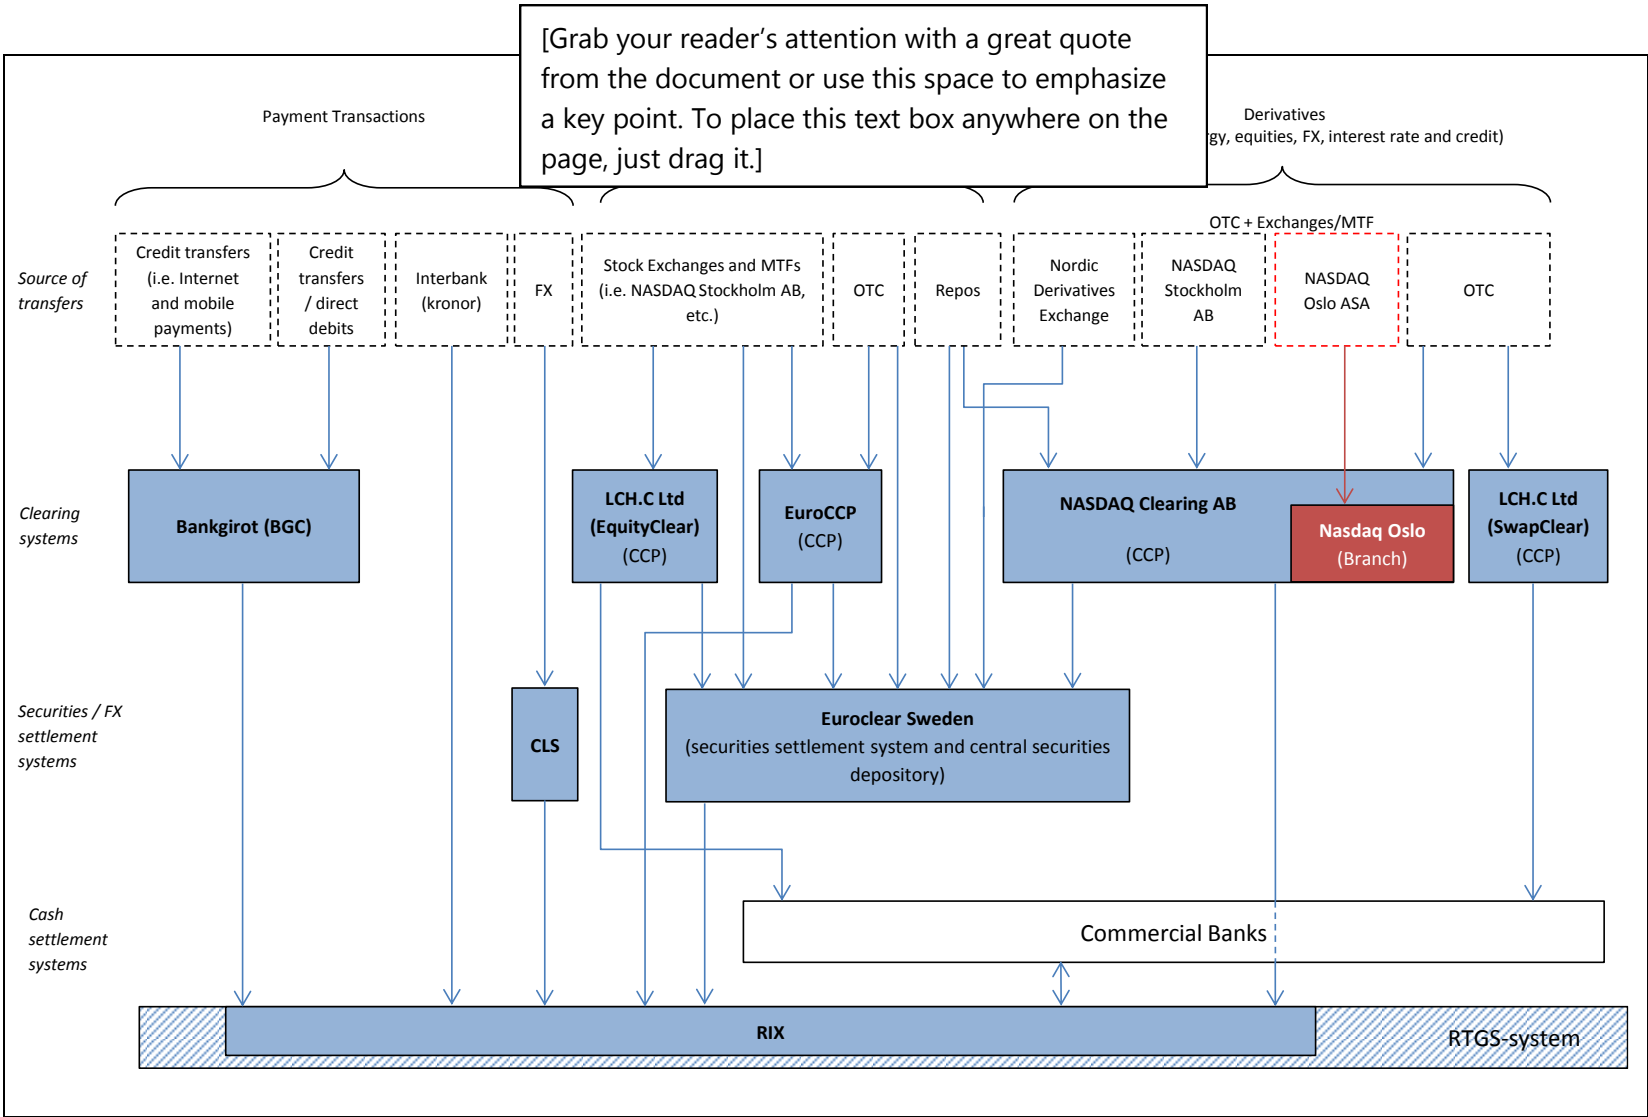 [Grab your reader’s attention with a great quote
from the document or use this space to emphasize
a key point. To place this text box anywhere on the
page, just drag it.]
Payment Transactions
Derivatives
gy, equities, FX, interest rate and credit)
OTC + Exchanges/MTF
Source of
transfers
Credit transfers
(i.e. Internet
and mobile
payments)
Credit
transfers
/ direct
debits
Interbank
(kronor)
FX
Stock Exchanges and MTFs
(i.e. NASDAQ Stockholm AB,
etc.)
OTC
Repos
Nordic
Derivatives
Exchange
NASDAQ
Stockholm
AB
NASDAQ
Oslo ASA
OTC
Clearing
systems
Bankgirot (BGC)
LCH.C Ltd
(EquityClear)
(CCP)
EuroCCP
(CCP)
NASDAQ Clearing AB
(CCP)
Nasdaq Oslo
(Branch)
LCH.C Ltd
(SwapClear)
(CCP)
Securities / FX
settlement
systems
CLS
Euroclear Sweden
(securities settlement system and central securities
depository)
Cash
settlement
systems
Commercial Banks
RIX
RTGS-system